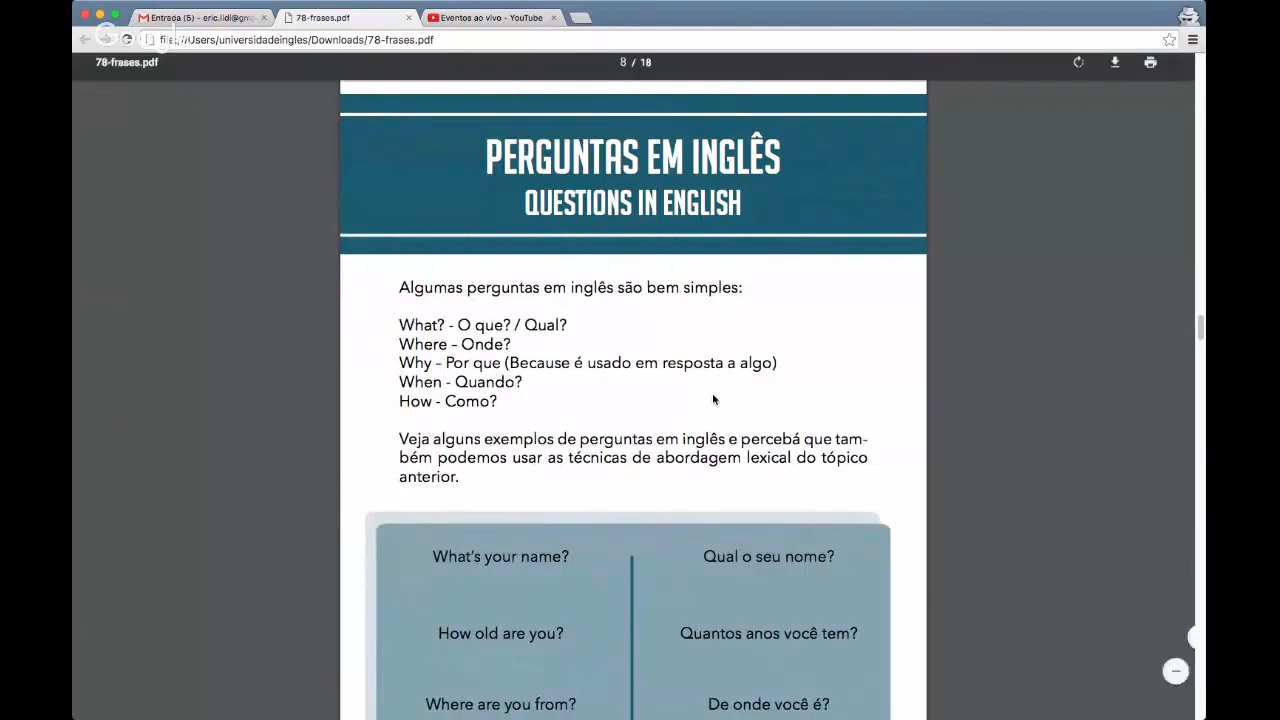 Entrada (5) - eric.lidi@gmp
78-frases.pdf
Eventos ao vivo - YouTube
file:///Users/universidadeingles/Downloads/78-frases.pdf
78-frases.pdf
8 / 18
PERGUNTAS EM INGLÊS
QUESTIONS IN ENGLISH
Algumas perguntas em inglês são bem simples:
What? - O que? / Qual?
Where – Onde?
Why – Por que (Because é usado em resposta a algo)
When - Quando?
How - Como?
Veja alguns exemplos de perguntas em inglês e percebá que tam-
bém podemos usar as técnicas de abordagem lexical do tópico
anterior.
What's your name? Qual o seu nome?
How old are you? Quantos anos você tem?
Where are you from? De onde você é?